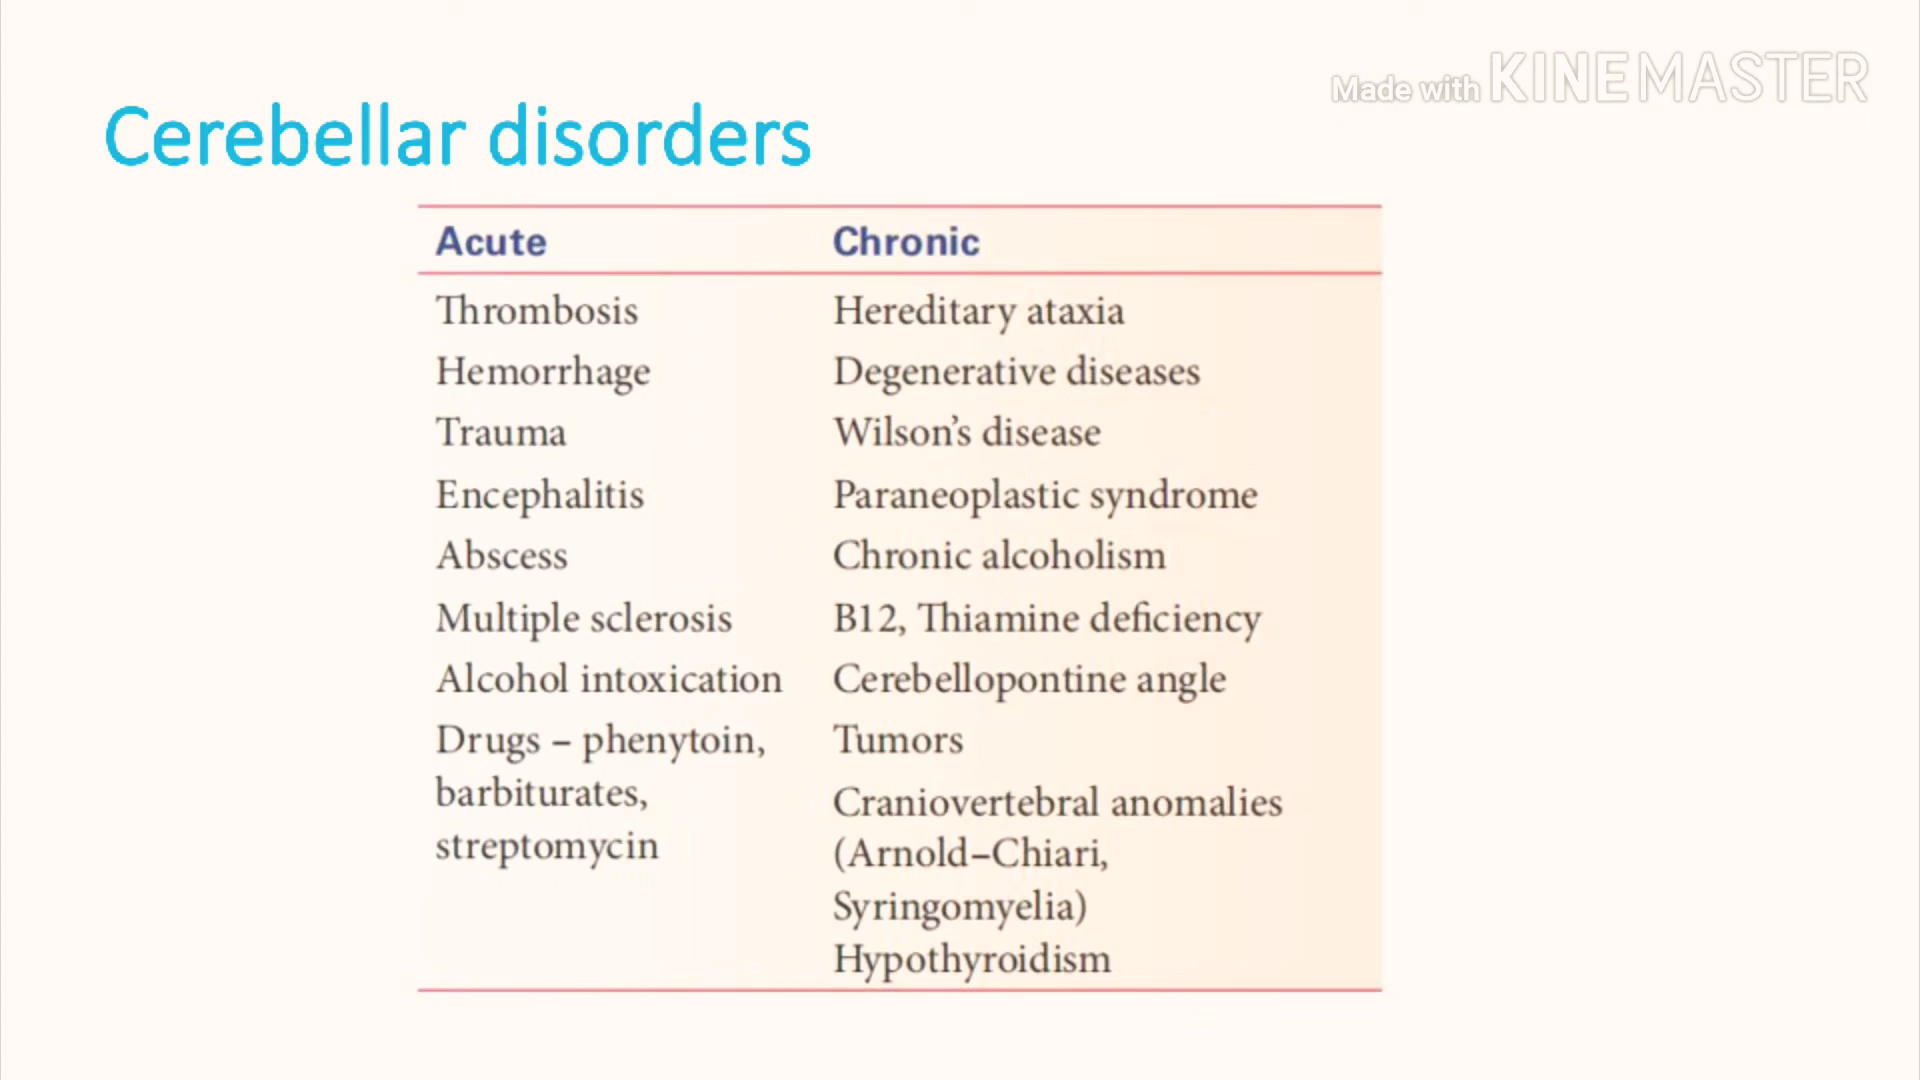 Made with KINEMASTER
Cerebellar disorders
Acute
Thrombosis
Hemorrhage
Trauma
Encephalitis
Abscess
Multiple sclerosis
Alcohol intoxication
Drugs – phenytoin,
barbiturates,
streptomycin
Chronic
Hereditary ataxia
Degenerative diseases
Wilson’s disease
Paraneoplastic syndrome
Chronic alcoholism
B12, Thiamine deficiency
Cerebellopontine angle
Tumors
Craniovertebral anomalies
(Arnold–Chiari,
Syringomyelia)
Hypothyroidism